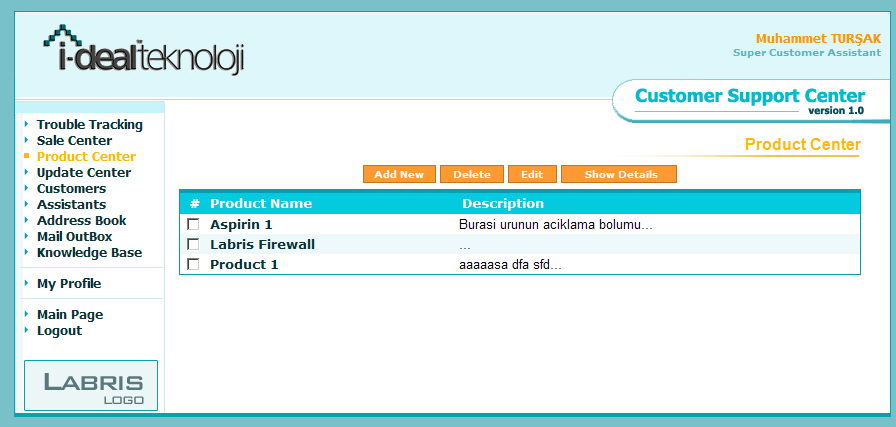 i-deal teknoloji
Muhammet TURŞAK
Super Customer Assistant
Customer Support Center
version 1.0
Trouble Tracking
Sale Center
Product Center
Update Center
Customers
Assistants
Address Book
Mail OutBox
Knowledge Base
My Profile
Main Page
Logout
LABRIS
LOGO
Product Center
Add New Delete Edit Show Details
# Product Name Description
Aspirin 1 Burasi urunun aciklama bolumu...
Labris Firewall ...
Product 1 aaaaasa dfa sfd...